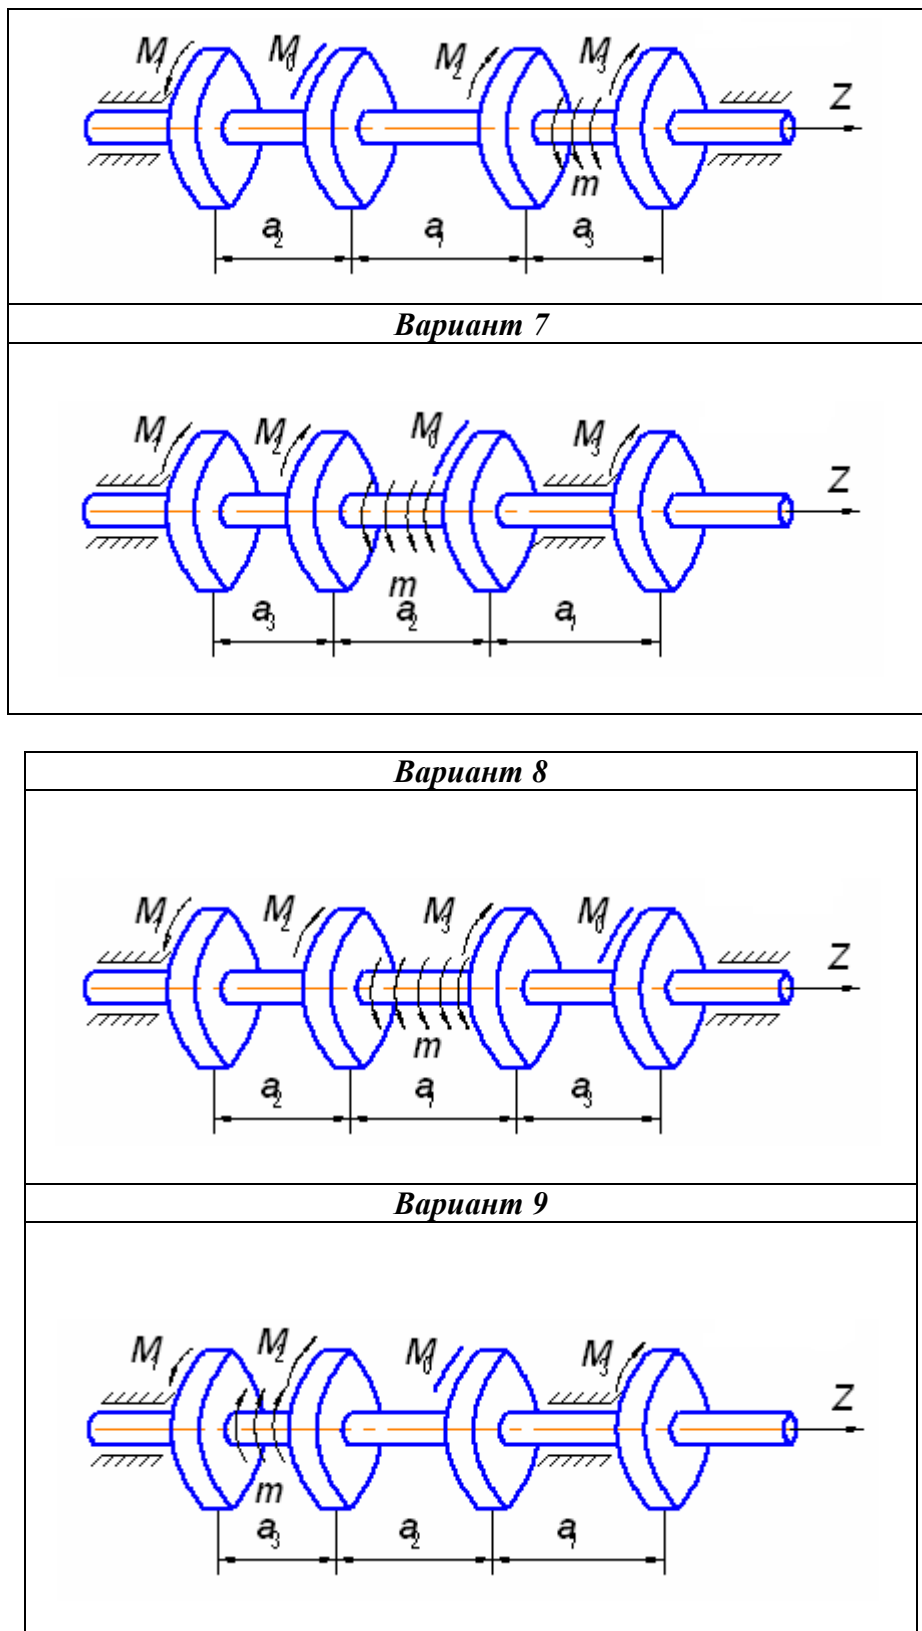 M₁ M₀ M₂ M₃ Z
m
a₂ a₁ a₃
Вариант 7
M₁ M₂ M₀ M₃ Z
m
a₃ a₂ a₁
Вариант 8
M₁ M₂ M₃ M₀ Z
m
a₂ a₁ a₃
Вариант 9
M₁ M₂ M₀ M₃ Z
m
a₃ a₂ a₁